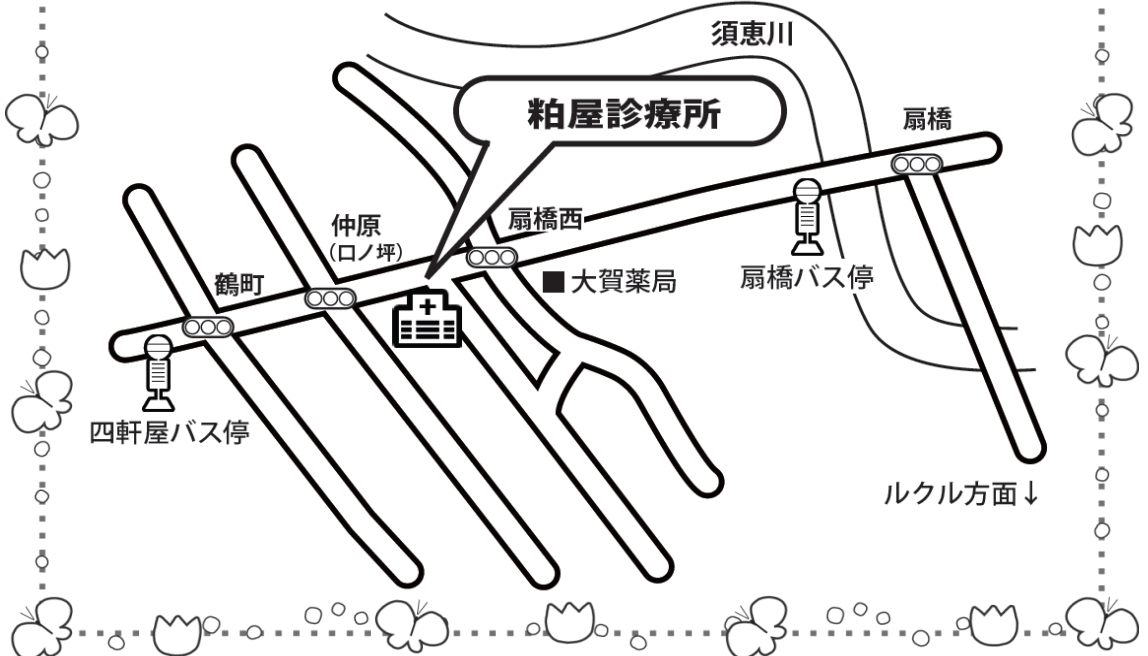 須恵川
粕屋診療所
扇橋
扇橋西
仲原
(口ノ坪)
鶴町
■大賀薬局
扇橋バス停
四軒屋バス停
ルクル方面↓